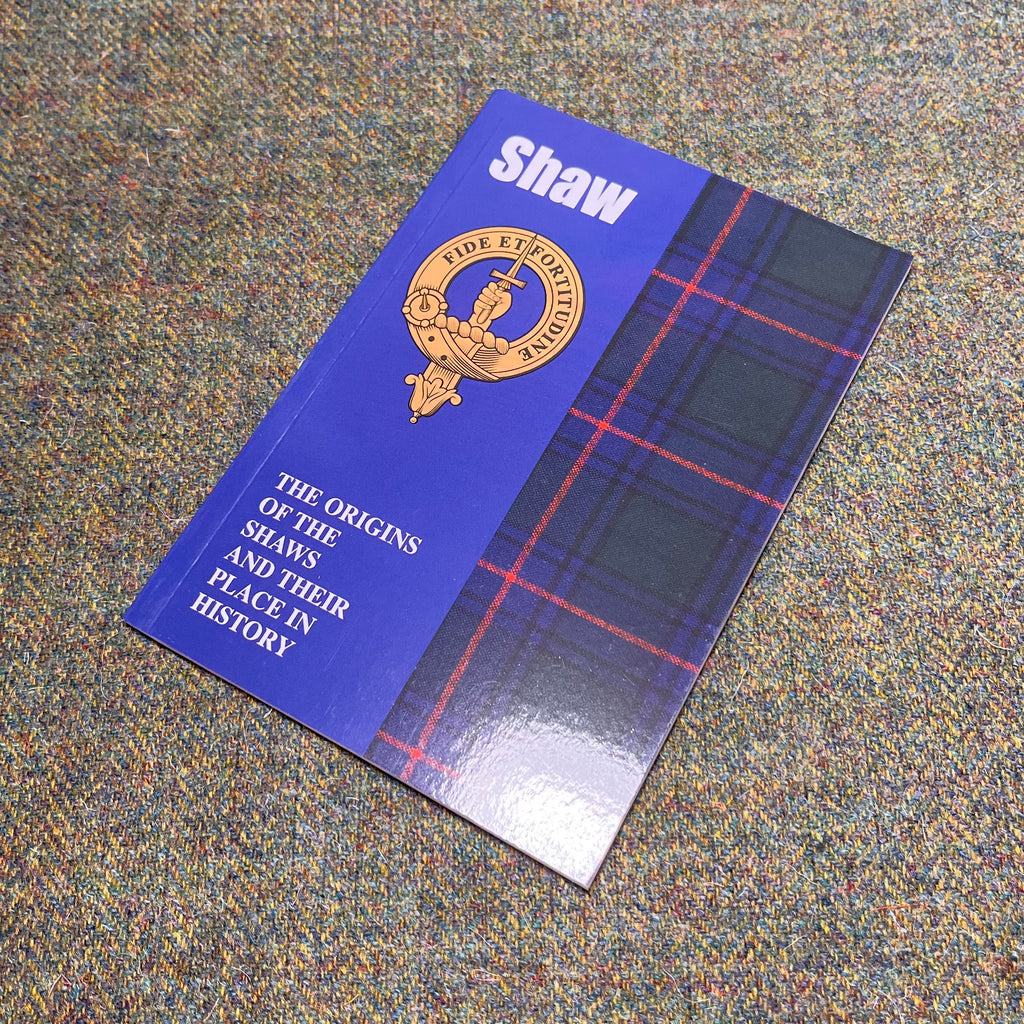 Shaw
FIDE ET FORTITUDINE
THE ORIGINS
OF THE
SHAWS
AND THEIR
PLACE IN
HISTORY